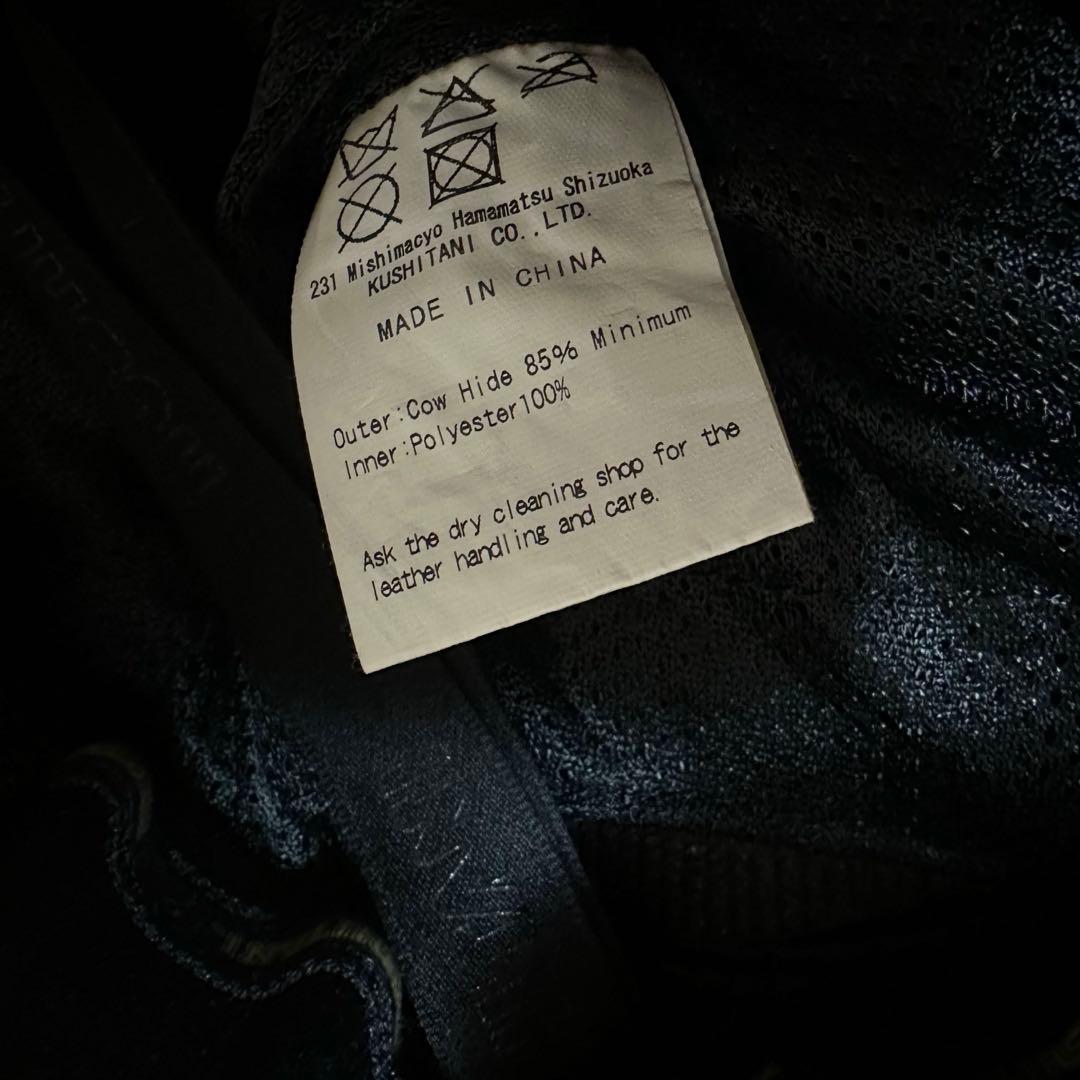 231 Mishimacyo Hamamatsu Shizuoka
KUSHITANI CO.,LTD.
MADE IN CHINA
Outer:Cow Hide 85% Minimum
Inner:Polyester100%
Ask the dry cleaning shop for the
leather handling and care.